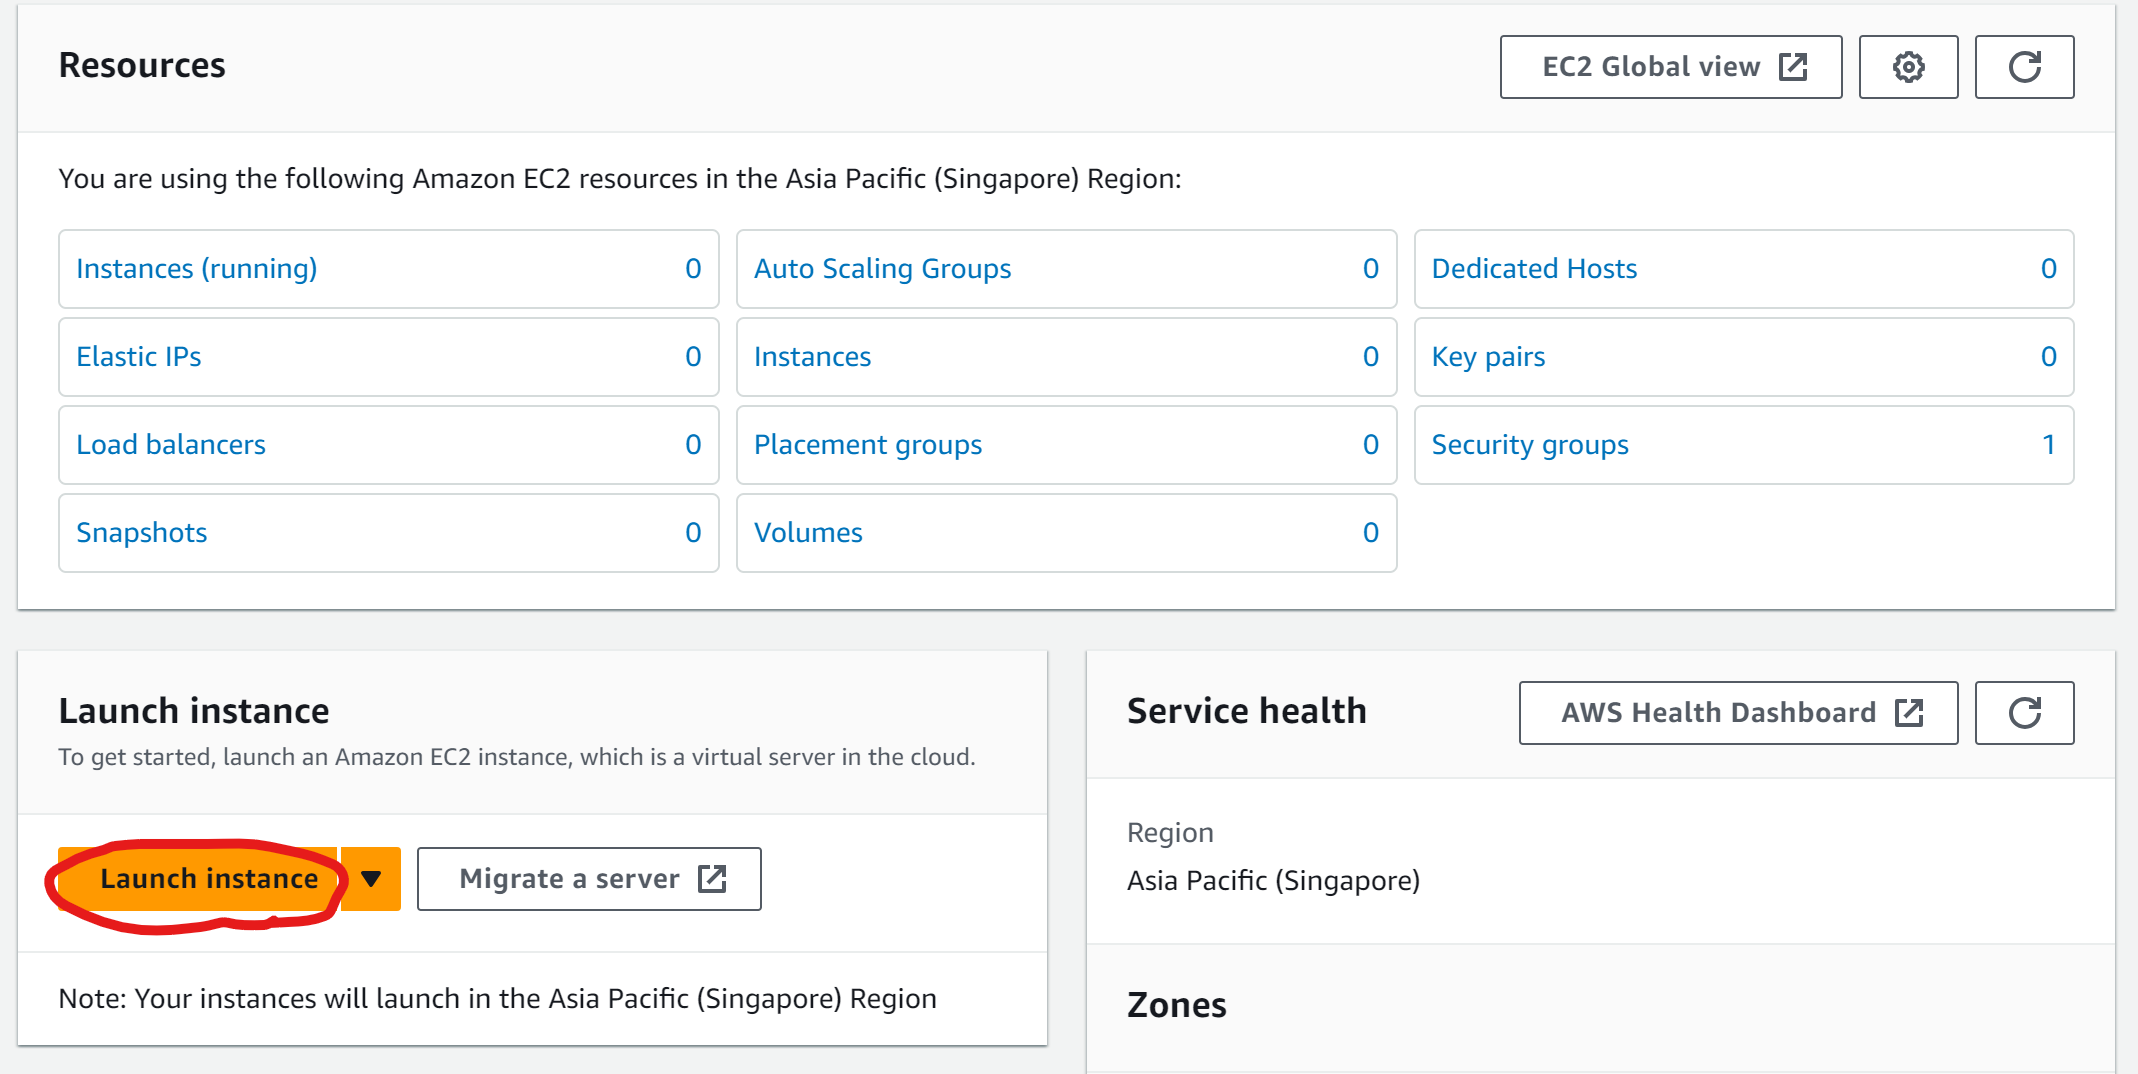 Resources
EC2 Global view
You are using the following Amazon EC2 resources in the Asia Pacific (Singapore) Region:
Instances (running) 0
Auto Scaling Groups 0
Dedicated Hosts 0
Elastic IPs 0
Instances 0
Key pairs 0
Load balancers 0
Placement groups 0
Security groups 1
Snapshots 0
Volumes 0
Launch instance
To get started, launch an Amazon EC2 instance, which is a virtual server in the cloud.
Launch instance
Migrate a server
Note: Your instances will launch in the Asia Pacific (Singapore) Region
Service health
AWS Health Dashboard
Region
Asia Pacific (Singapore)
Zones